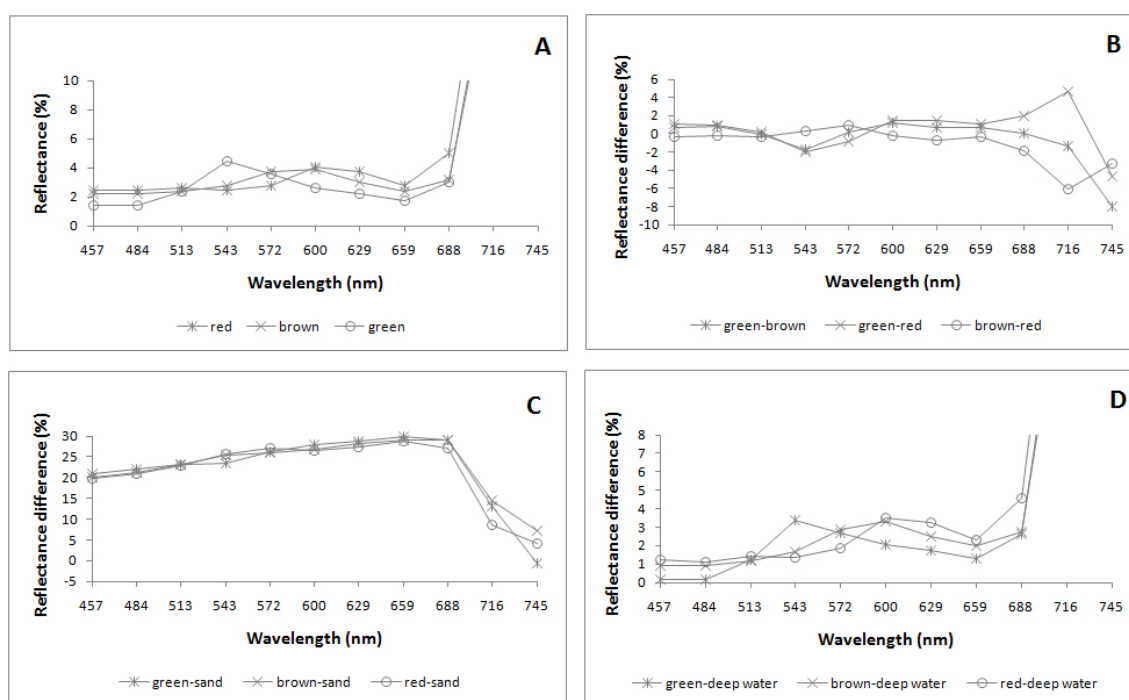 A
Reflectance (%)
10
8
6
4
2
0
457 484 513 543 572 600 629 659 688 716 745
Wavelength (nm)
red brown green
B
Reflectance difference (%)
6
4
2
0
-2
-4
-6
-8
-10
457 484 513 543 572 600 629 659 688 716 745
Wavelength (nm)
green-brown green-red brown-red
C
Reflectance difference (%)
30
25
20
15
10
5
0
-5
457 484 513 543 572 600 629 659 688 716 745
Wavelength (nm)
green-sand brown-sand red-sand
D
Reflectance difference (%)
8
7
6
5
4
3
2
1
0
457 484 513 543 572 600 629 659 688 716 745
Wavelength (nm)
green-deep water brown-deep water red-deep water